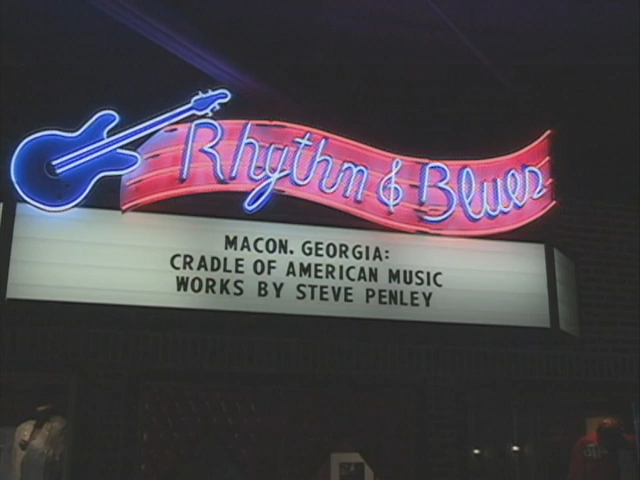 Rhythm & Blues
MACON. GEORGIA:
CRADLE OF AMERICAN MUSIC
WORKS BY STEVE PENLEY